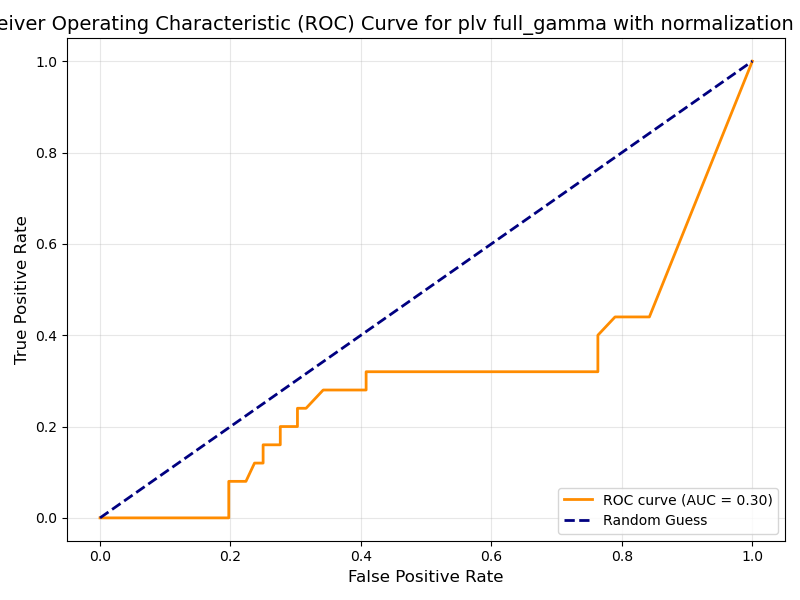 eiver Operating Characteristic (ROC) Curve for plv full_gamma with normalization
1.0
0.8
0.6
0.4
0.2
0.0
True Positive Rate
0.0 0.2 0.4 0.6 0.8 1.0
False Positive Rate
ROC curve (AUC = 0.30)
Random Guess